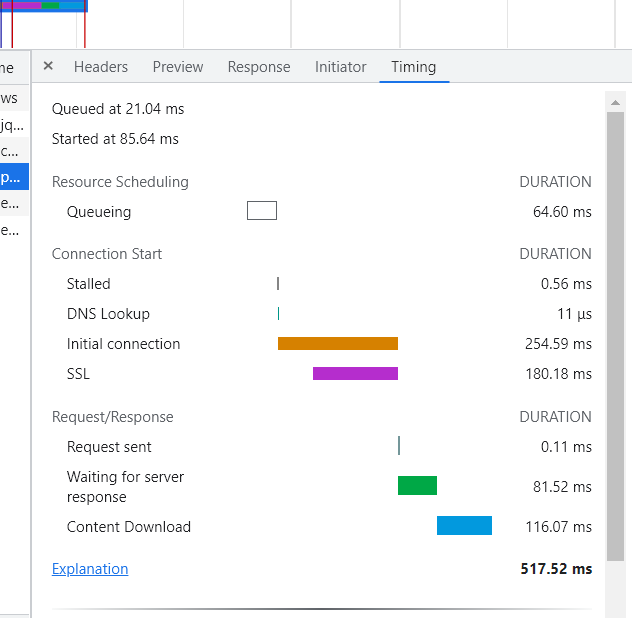 me
Headers Preview Response Initiator Timing
ws
jq...
c...
p...
e...
e...
Queued at 21.04 ms
Started at 85.64 ms
Resource Scheduling DURATION
Queueing 64.60 ms
Connection Start DURATION
Stalled 0.56 ms
DNS Lookup 11 μs
Initial connection 254.59 ms
SSL 180.18 ms
Request/Response DURATION
Request sent 0.11 ms
Waiting for server
response 81.52 ms
Content Download 116.07 ms
Explanation 517.52 ms